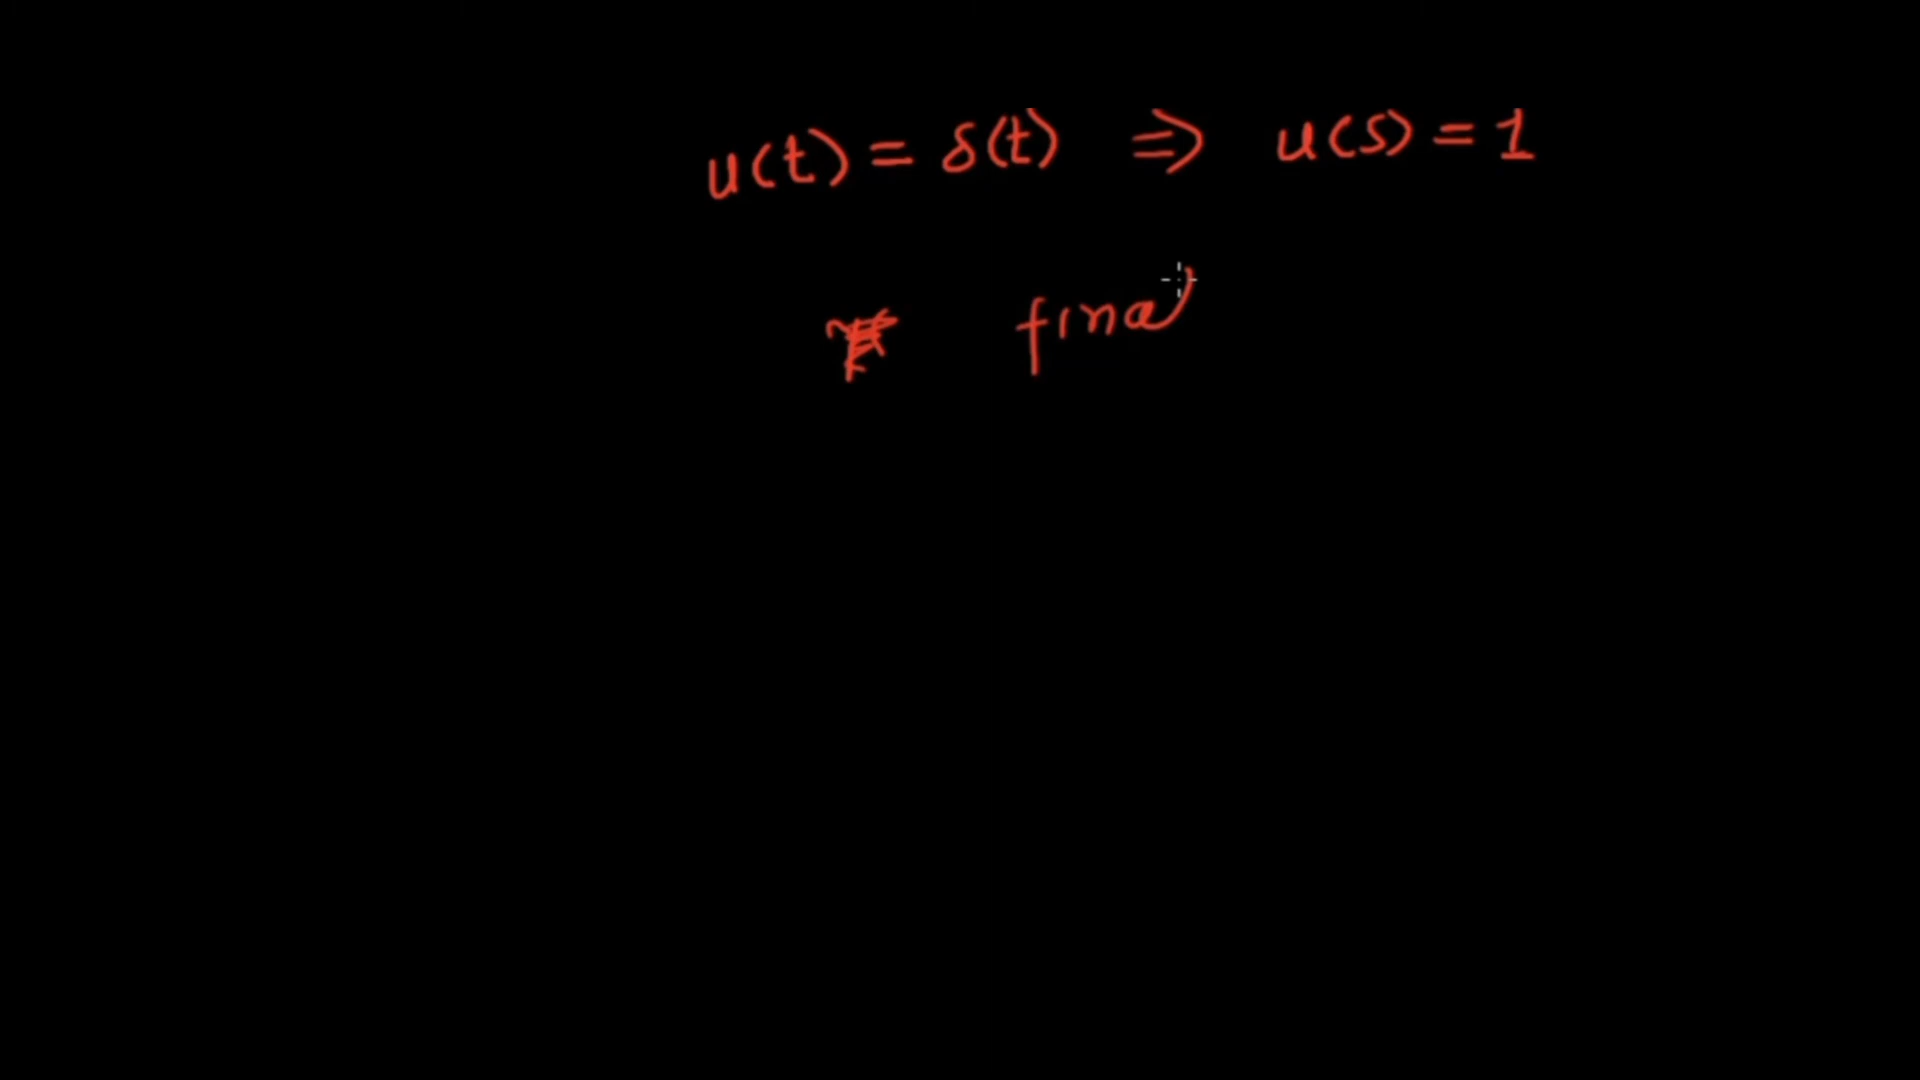 u(t) = δ(t) ⇒ u(s) = 1
final